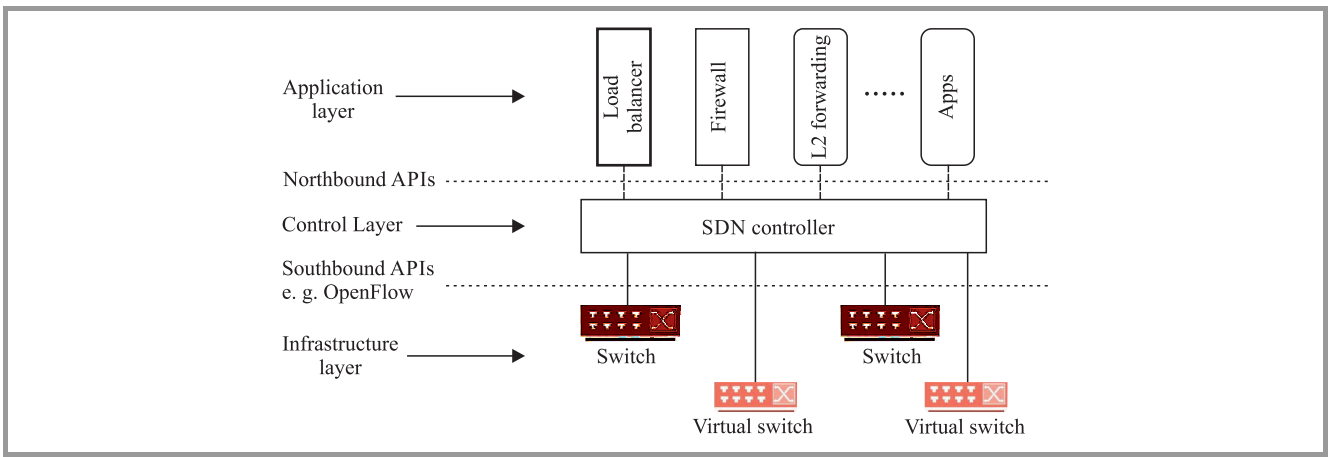 Application
layer
Load
balancer
Firewall
L2 forwarding
.....
Apps
Northbound APIs
Control Layer
SDN controller
Southbound APIs
e. g. OpenFlow
Infrastructure
layer
Switch
Switch
Virtual switch
Virtual switch